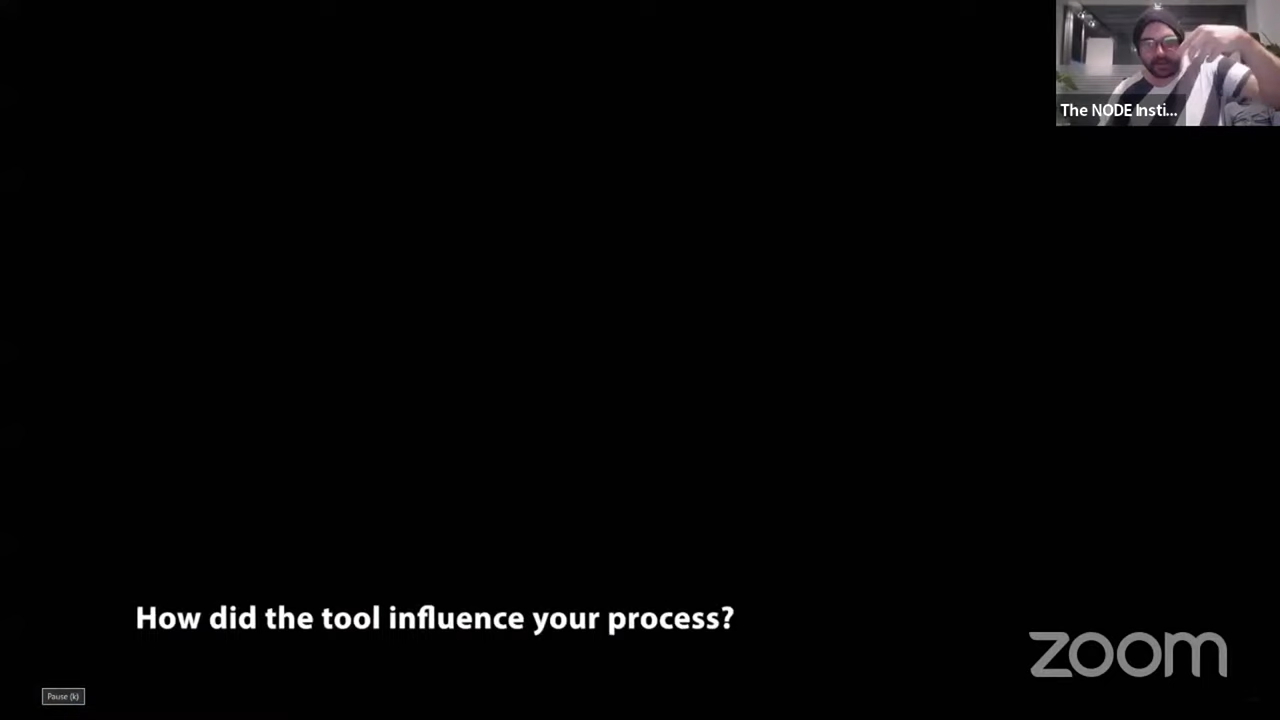 The NODE Insti...
How did the tool influence your process?
zoom
Pause (k)